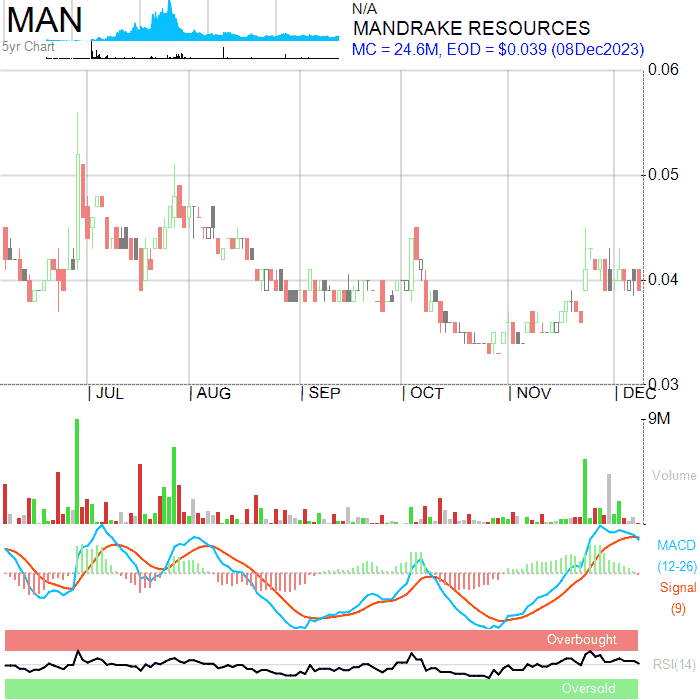 MAN
5yr Chart
N/A
MANDRAKE RESOURCES
MC = 24.6M, EOD = $0.039 (08Dec2023)
0.06
0.05
0.04
0.03
JUL AUG SEP OCT NOV DEC
9M
Volume
MACD
(12-26)
Signal
(9)
Overbought
RSI(14)
Oversold